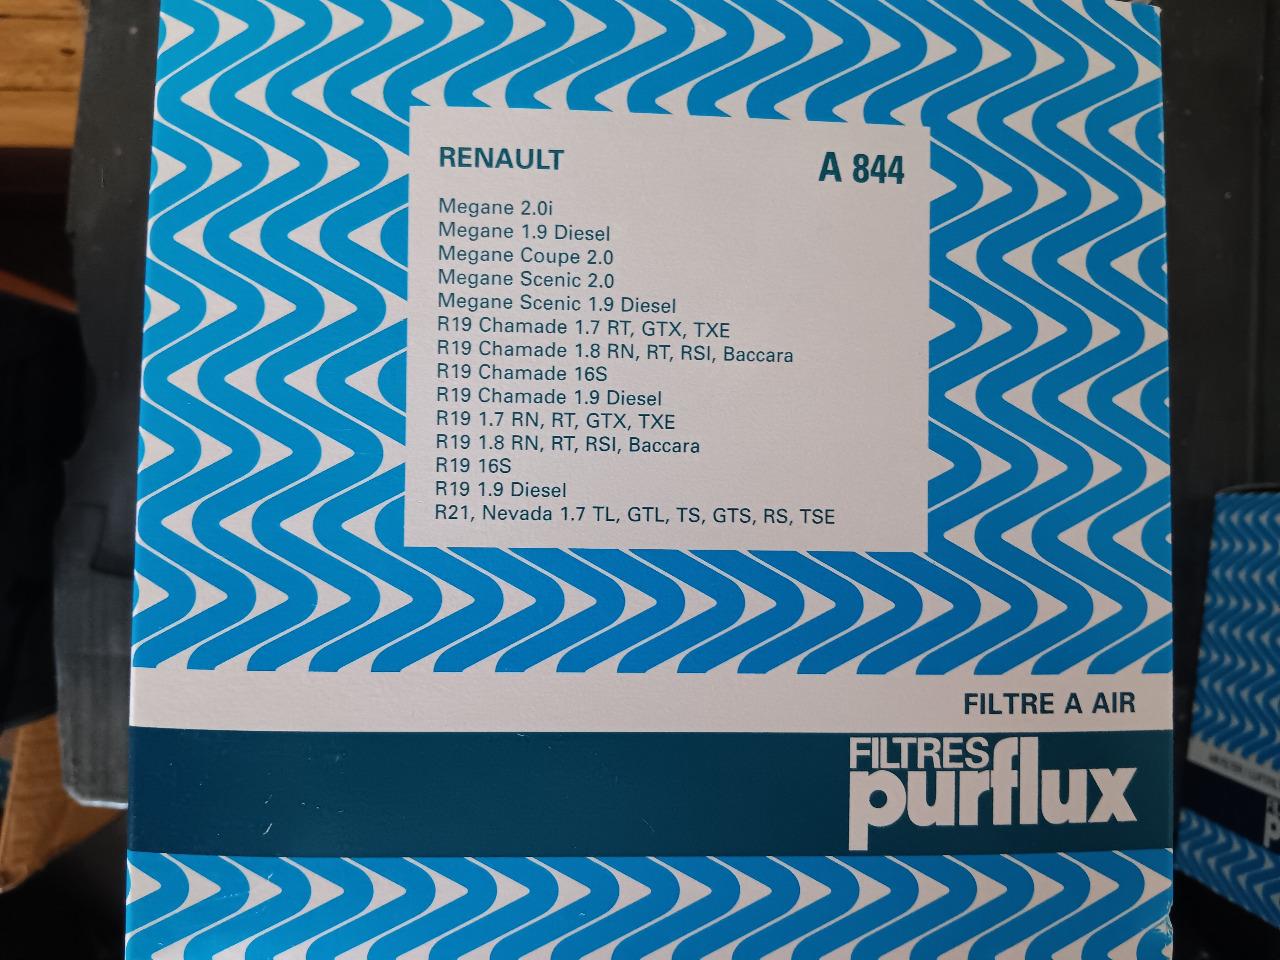 RENAULT
A 844
Megane 2.0i
Megane 1.9 Diesel
Megane Coupe 2.0
Megane Scenic 2.0
Megane Scenic 1.9 Diesel
R19 Chamade 1.7 RT, GTX, TXE
R19 Chamade 1.8 RN, RT, RSI, Baccara
R19 Chamade 16S
R19 Chamade 1.9 Diesel
R19 1.7 RN, RT, GTX, TXE
R19 1.8 RN, RT, RSI, Baccara
R19 16S
R19 1.9 Diesel
R21, Nevada 1.7 TL, GTL, TS, GTS, RS, TSE
FILTRE A AIR
FILTRES
purflux